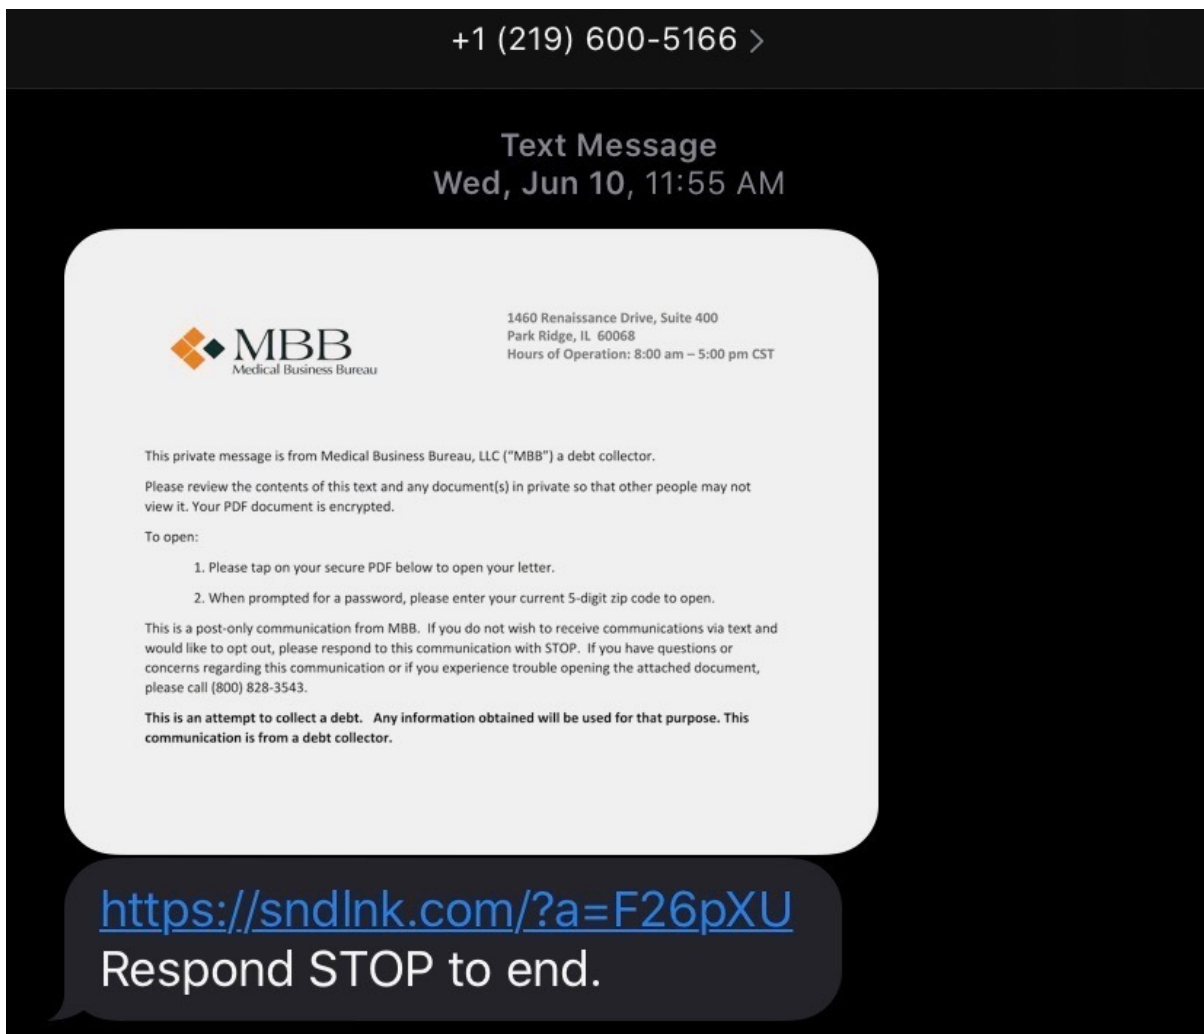 +1 (219) 600-5166 >
Text Message
Wed, Jun 10, 11:55 AM
MBB
Medical Business Bureau
1460 Renaissance Drive, Suite 400
Park Ridge, IL 60068
Hours of Operation: 8:00 am – 5:00 pm CST
This private message is from Medical Business Bureau, LLC (“MBB”) a debt collector.
Please review the contents of this text and any document(s) in private so that other people may not
view it. Your PDF document is encrypted.
To open:
1. Please tap on your secure PDF below to open your letter.
2. When prompted for a password, please enter your current 5-digit zip code to open.
This is a post-only communication from MBB. If you do not wish to receive communications via text and
would like to opt out, please respond to this communication with STOP. If you have questions or
concerns regarding this communication or if you experience trouble opening the attached document,
please call (800) 828-3543.
This is an attempt to collect a debt. Any information obtained will be used for that purpose. This
communication is from a debt collector.
https://sndlnk.com/?a=F26pXU
Respond STOP to end.